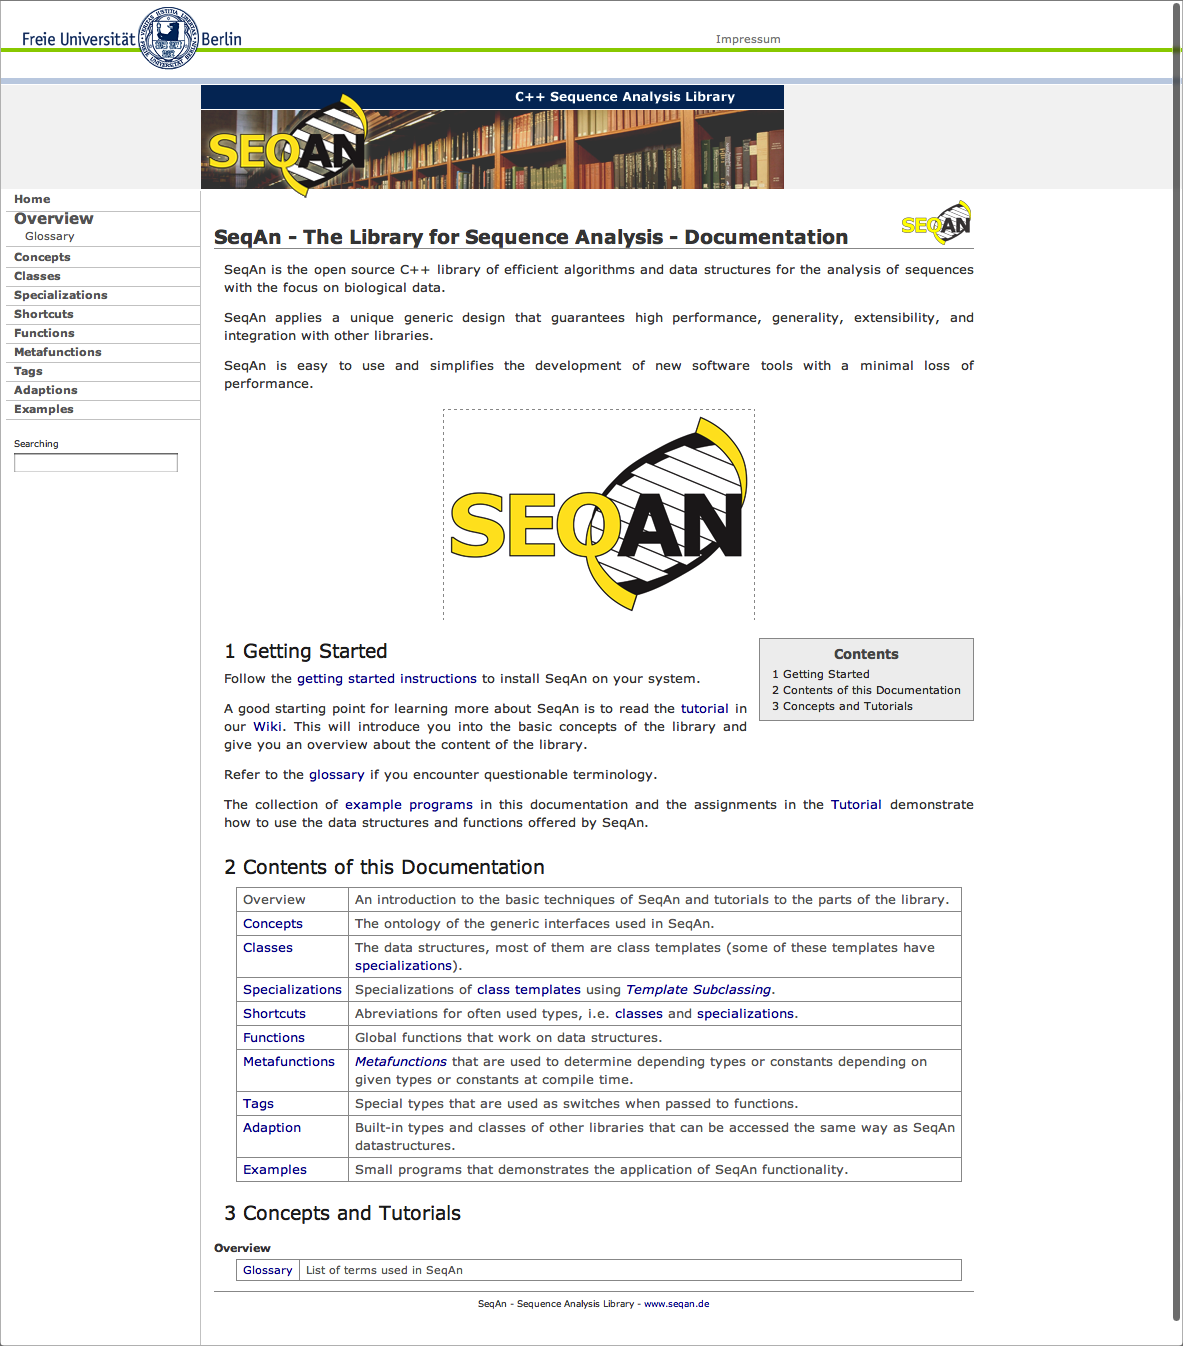 Freie Universität Berlin
Impressum
C++ Sequence Analysis Library
SEQAN
Home
Overview
Glossary
Concepts
Classes
Specializations
Shortcuts
Functions
Metafunctions
Tags
Adaptions
Examples
Searching
SeqAn - The Library for Sequence Analysis - Documentation
SEQAN
SeqAn is the open source C++ library of efficient algorithms and data structures for the analysis of sequences
with the focus on biological data.
SeqAn applies a unique generic design that guarantees high performance, generality, extensibility, and
integration with other libraries.
SeqAn is easy to use and simplifies the development of new software tools with a minimal loss of
performance.
SEQAN
1 Getting Started
Follow the getting started instructions to install SeqAn on your system.
A good starting point for learning more about SeqAn is to read the tutorial in
our Wiki. This will introduce you into the basic concepts of the library and
give you an overview about the content of the library.
Refer to the glossary if you encounter questionable terminology.
The collection of example programs in this documentation and the assignments in the Tutorial demonstrate
how to use the data structures and functions offered by SeqAn.
Contents
1 Getting Started
2 Contents of this Documentation
3 Concepts and Tutorials
2 Contents of this Documentation
Overview An introduction to the basic techniques of SeqAn and tutorials to the parts of the library.
Concepts The ontology of the generic interfaces used in SeqAn.
Classes The data structures, most of them are class templates (some of these templates have
specializations).
Specializations Specializations of class templates using Template Subclassing.
Shortcuts Abreviations for often used types, i.e. classes and specializations.
Functions Global functions that work on data structures.
Metafunctions Metafunctions that are used to determine depending types or constants depending on
given types or constants at compile time.
Tags Special types that are used as switches when passed to functions.
Adaption Built-in types and classes of other libraries that can be accessed the same way as SeqAn
datastructures.
Examples Small programs that demonstrates the application of SeqAn functionality.
3 Concepts and Tutorials
Overview
Glossary List of terms used in SeqAn
SeqAn - Sequence Analysis Library - www.seqan.de